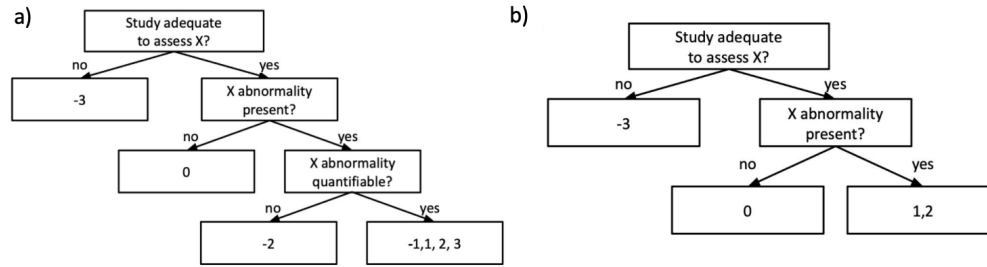 a)
Study adequate
to assess X?
no
yes
-3
X abnormality
present?
no
yes
0
X abnormality
quantifiable?
no
yes
-2
-1,1, 2, 3
b)
Study adequate
to assess X?
no
yes
-3
X abnormality
present?
no
yes
0
1,2